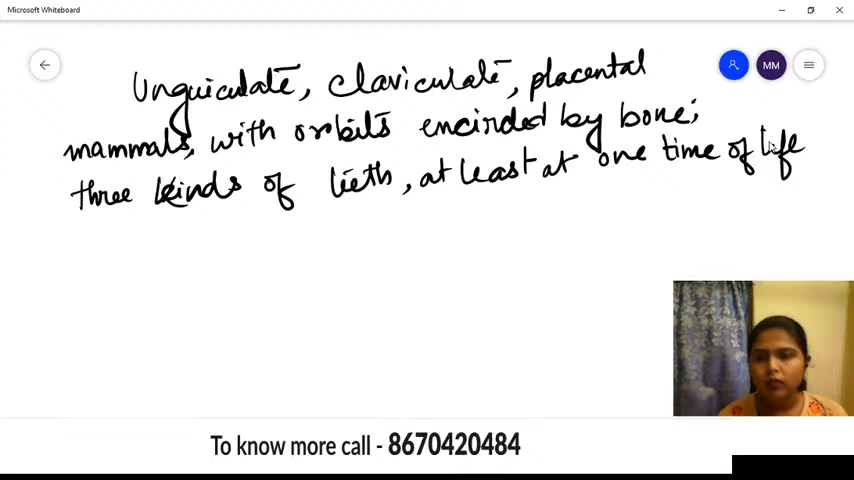 Microsoft Whiteboard
MM
Unguiculate, claviculate, placental
mammals, with orbits encircled by bone;
three kinds of teeth, at least at one time of life
To know more call - 8670420484